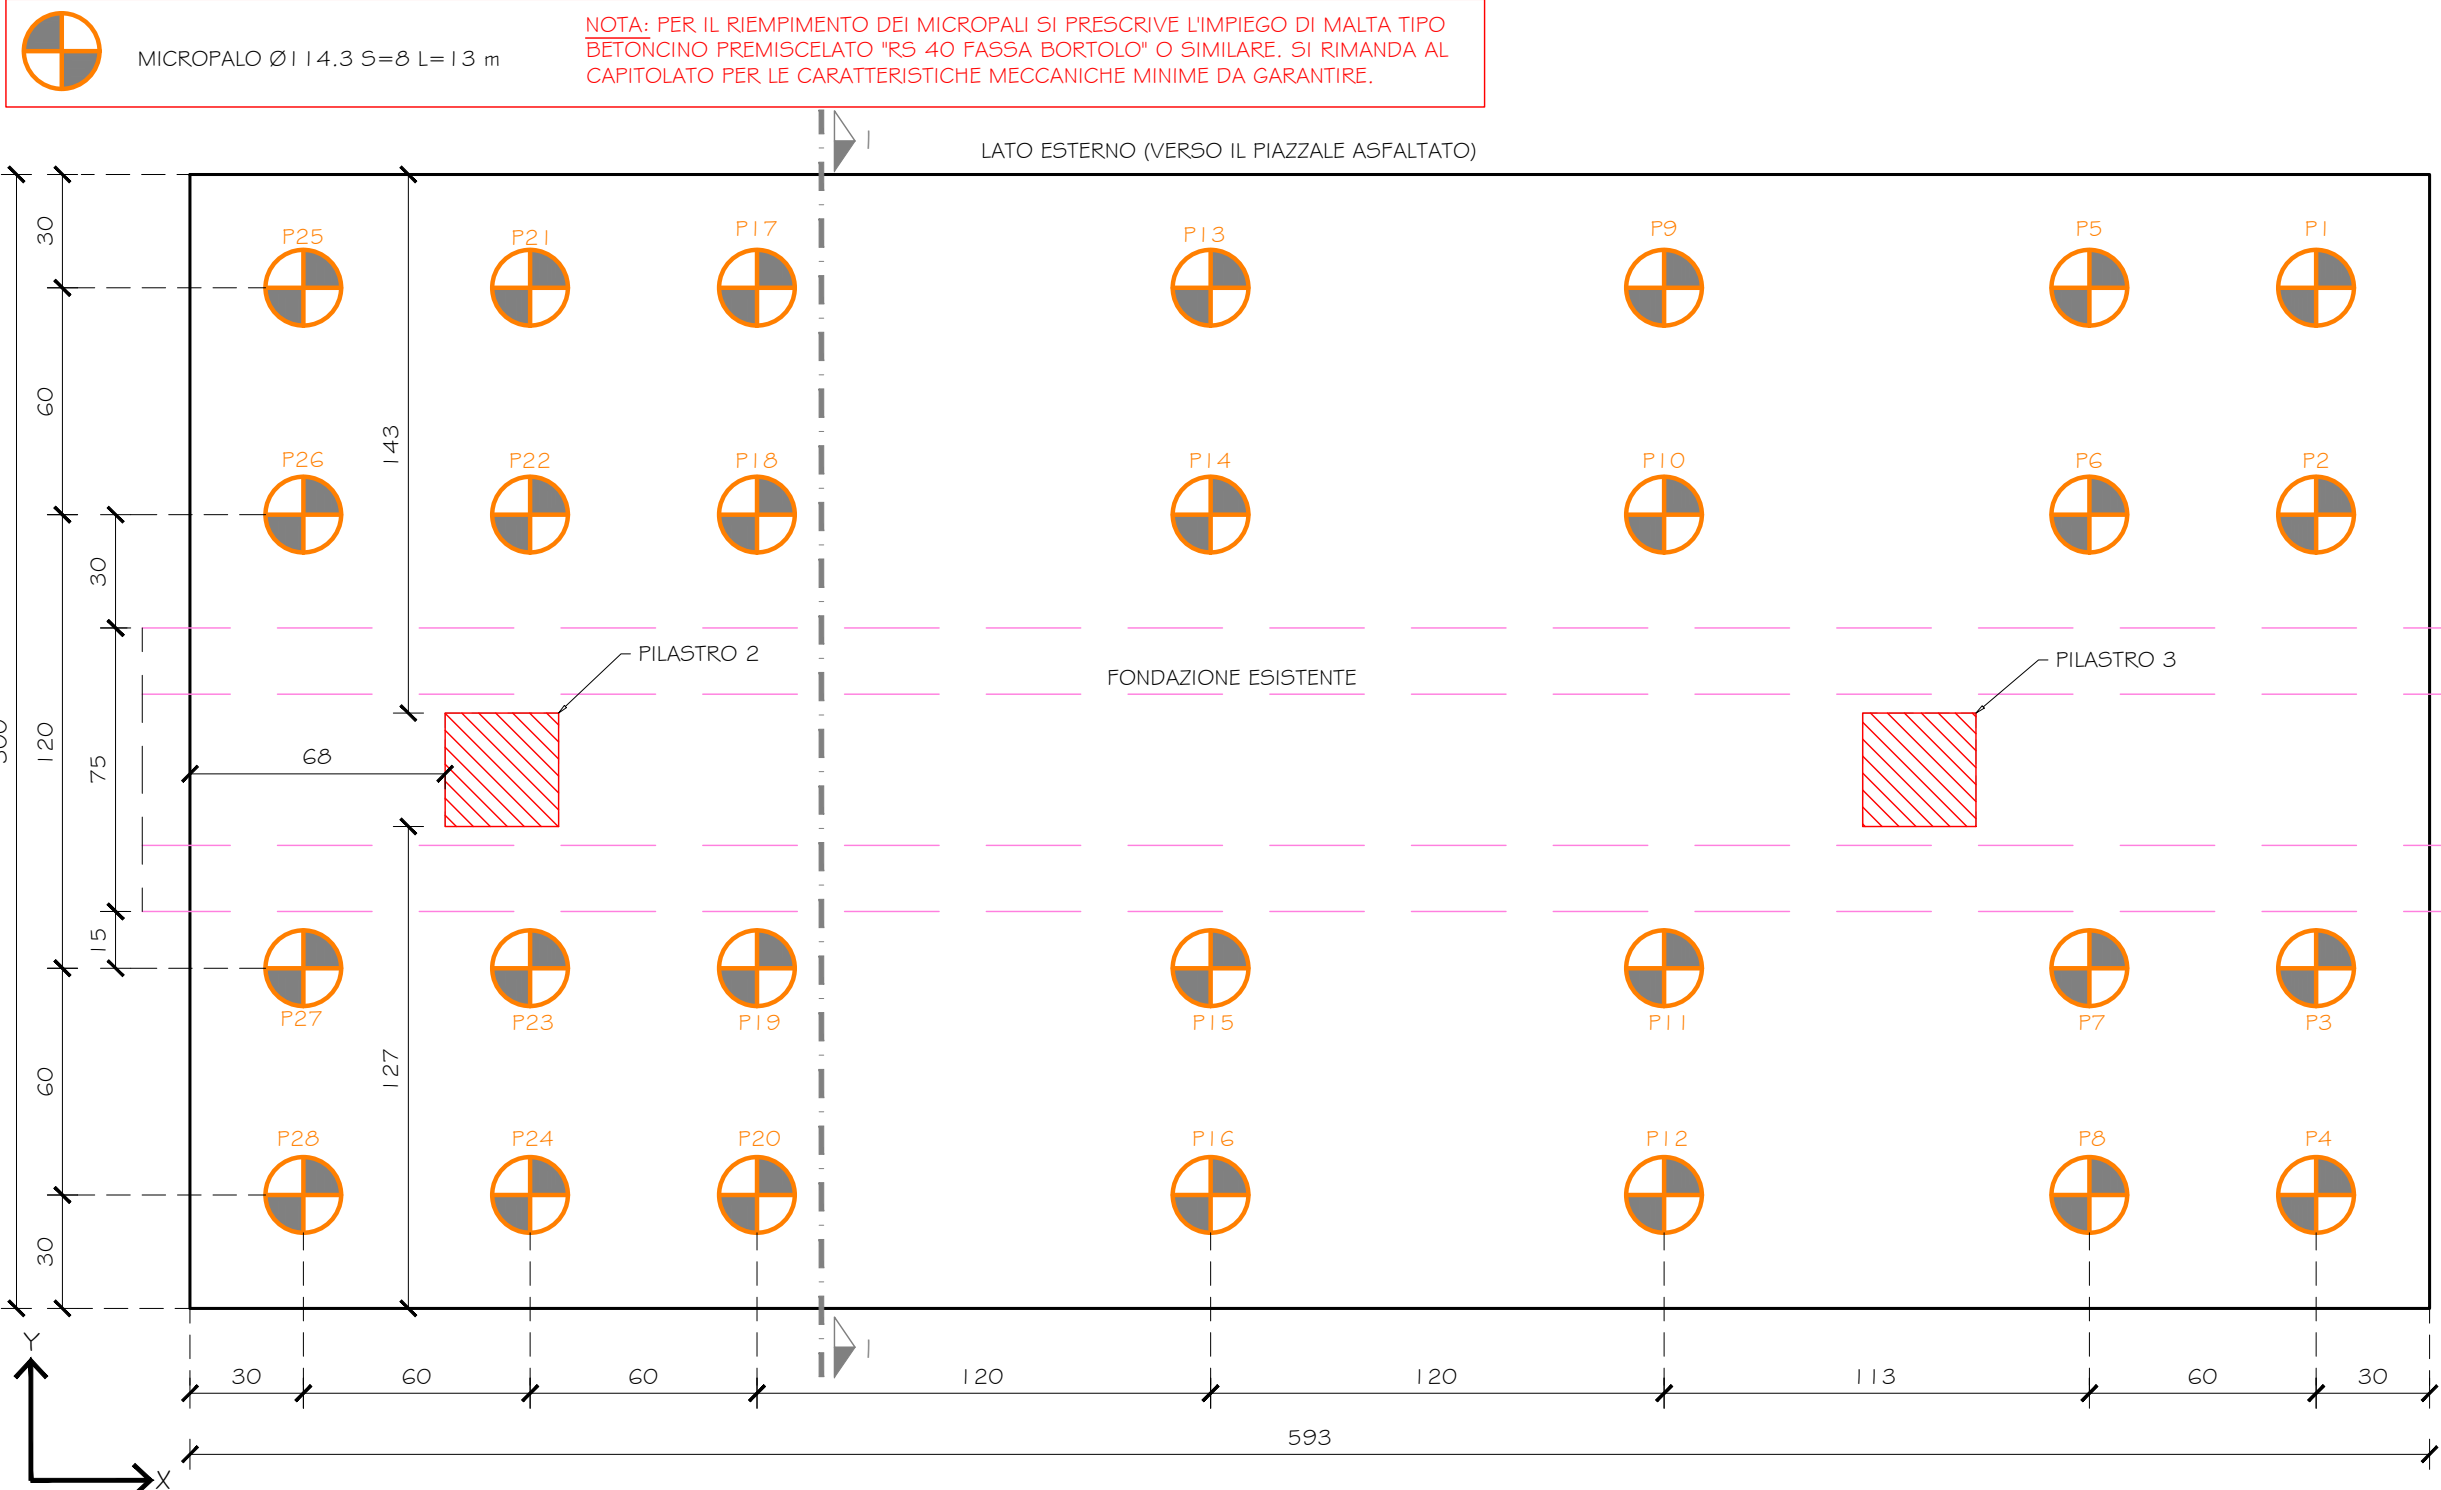 MICROPALO Ø114.3 S=8 L=13 m
NOTA: PER IL RIEMPIMENTO DEI MICROPALI SI PRESCRIVE L'IMPIEGO DI MALTA TIPO
BETONCINO PREMISCELATO "RS 40 FASSA BORTOLO" O SIMILARE. SI RIMANDA AL
CAPITOLATO PER LE CARATTERISTICHE MECCANICHE MINIME DA GARANTIRE.
1
LATO ESTERNO (VERSO IL PIAZZALE ASFALTATO)
30
P25 P21 P17 P13 P9 P5 P1
60
143
P26 P22 P18 P14 P10 P6 P2
30
PILASTRO 2
PILASTRO 3
FONDAZIONE ESISTENTE
120
68
75
15
P27 P23 P19 P15 P11 P7 P3
60
127
P28 P24 P20 P16 P12 P8 P4
30
1
Y
30 60 60 120 120 113 60 30
593
X